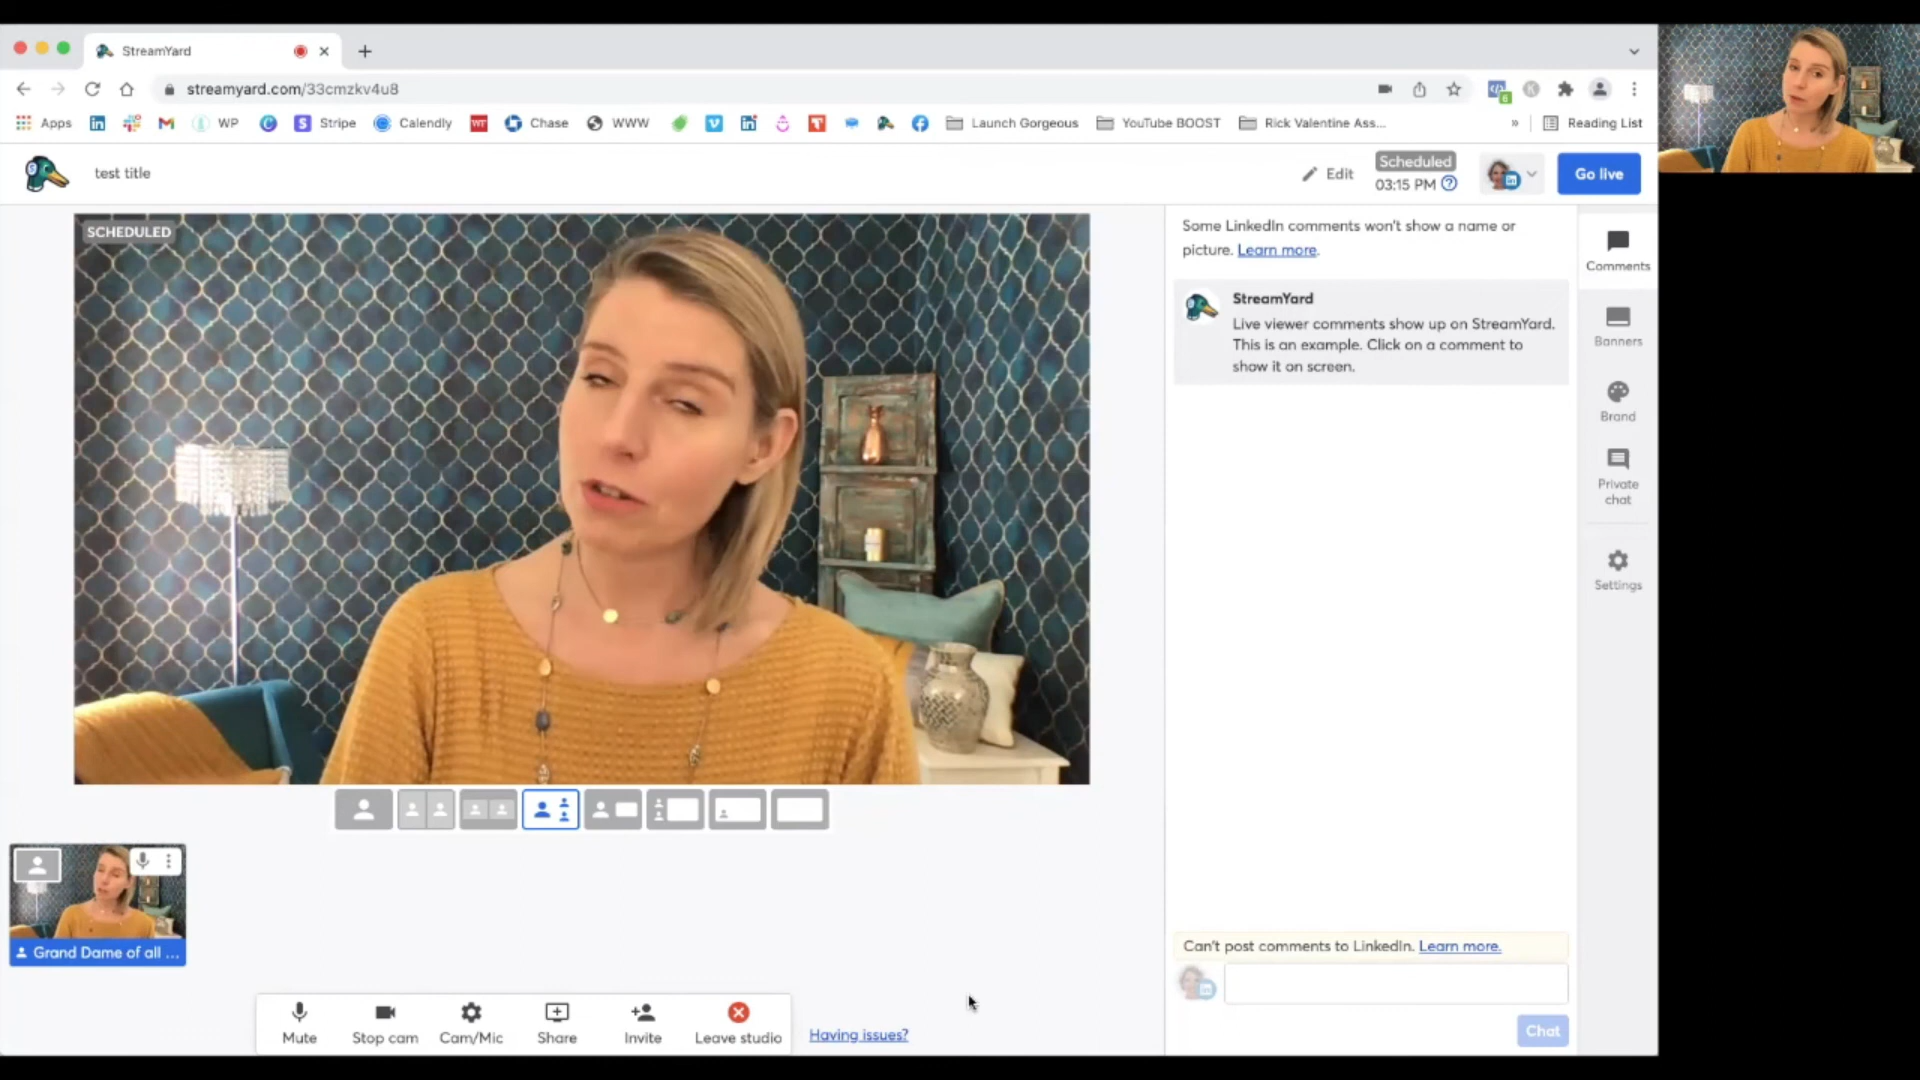 StreamYard
streamyard.com/33cmzkv4u8
Apps
WP
Stripe
Calendly
WT
Chase
WWW
Launch Gorgeous
YouTube BOOST
Rick Valentine Ass...
»
Reading List
test title
Edit
Scheduled
03:15 PM
Go live
SCHEDULED
Some LinkedIn comments won't show a name or
picture. Learn more.
StreamYard
Live viewer comments show up on StreamYard.
This is an example. Click on a comment to
show it on screen.
Comments
Banners
Brand
Private
chat
Settings
Grand Dame of all ...
Can't post comments to LinkedIn. Learn more.
Mute
Stop cam
Cam/Mic
Share
Invite
Leave studio
Having issues?
Chat